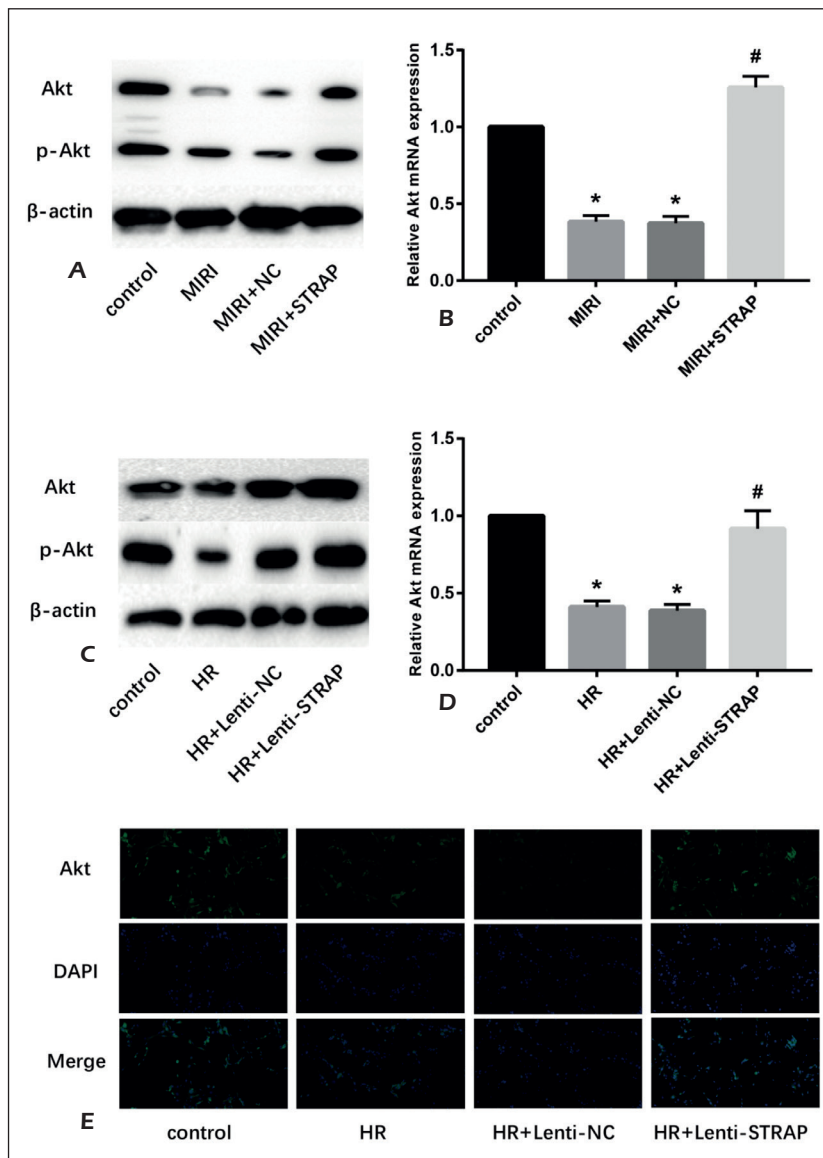 Akt
p-Akt
β-actin
A
control
MIRI
MIRI+NC
MIRI+STRAP
Relative Akt mRNA expression
1.5
1.0
0.5
0.0
*
*
#
B
control
MIRI
MIRI+NC
MIRI+STRAP
Akt
p-Akt
β-actin
C
control
HR
HR+Lenti-NC
HR+Lenti-STRAP
Relative Akt mRNA expression
1.5
1.0
0.5
0.0
*
*
#
D
control
HR
HR+Lenti-NC
HR+Lenti-STRAP
Akt
DAPI
Merge
E
control
HR
HR+Lenti-NC
HR+Lenti-STRAP